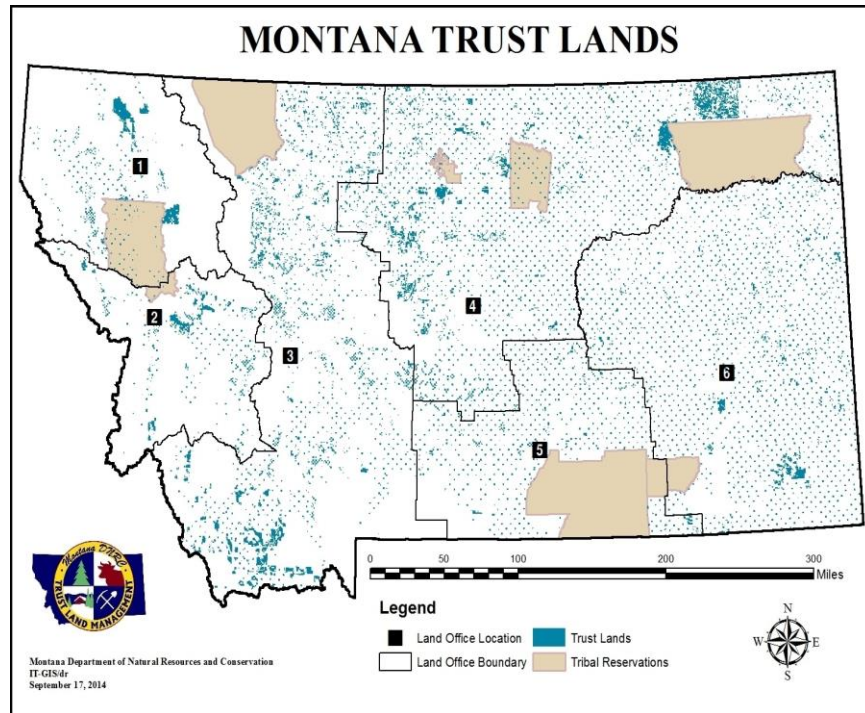 MONTANA TRUST LANDS
1
2
3
4
5
6
0 50 100 200 300
Miles
Legend
Land Office Location
Trust Lands
Land Office Boundary
Tribal Reservations
N
W E
S
Montana DNRC
TRUST LAND MANAGEMENT
Montana Department of Natural Resources and Conservation
IT-GIS/dr
September 17, 2014